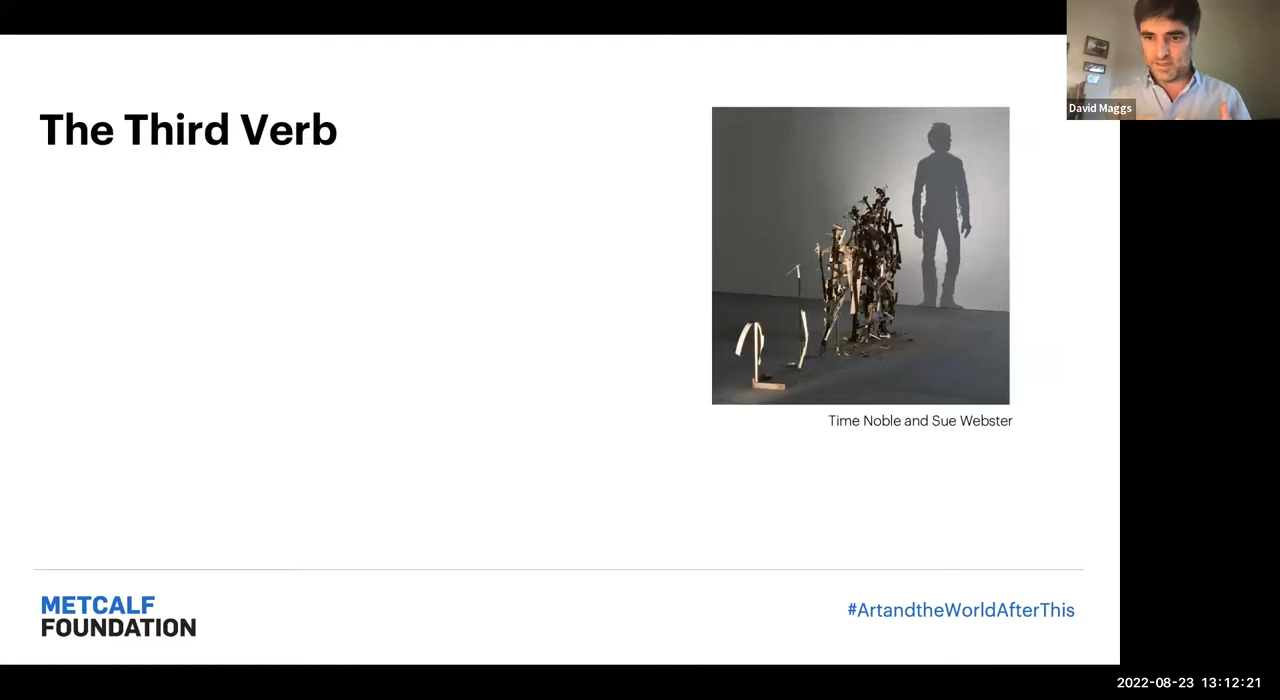 David Maggs
The Third Verb
Time Noble and Sue Webster
METCALF
FOUNDATION
#ArtandtheWorldAfterThis
2022-08-23 13:12:21